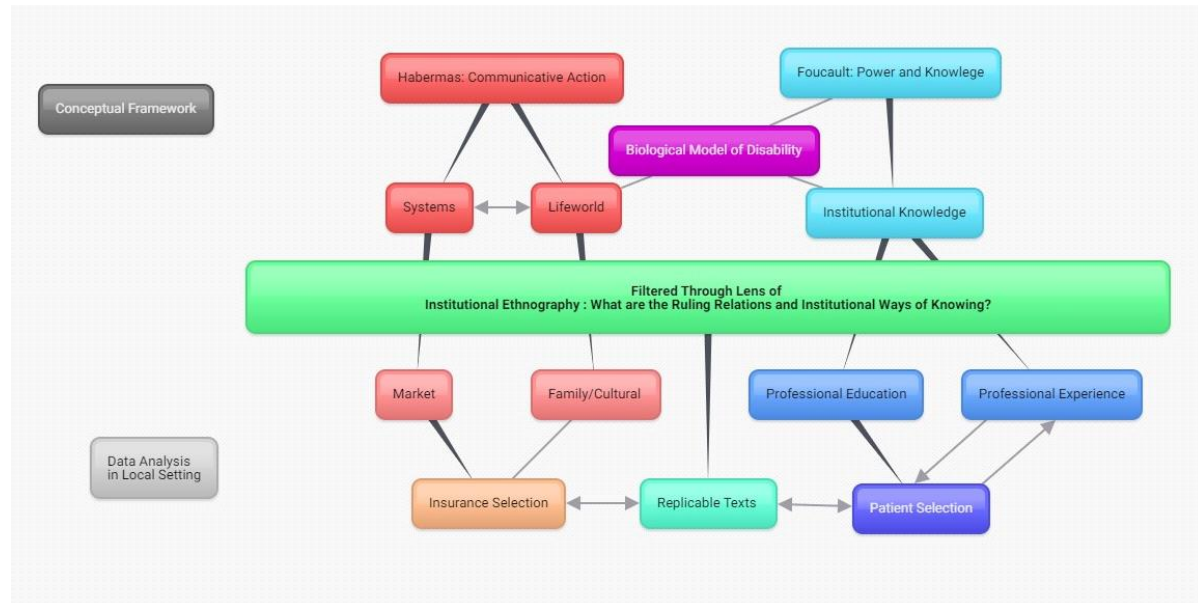 Habermas: Communicative Action
Foucault: Power and Knowlege
Conceptual Framework
Biological Model of Disability
Systems
Lifeworld
Institutional Knowledge
Filtered Through Lens of
Institutional Ethnography : What are the Ruling Relations and Institutional Ways of Knowing?
Market
Family/Cultural
Professional Education
Professional Experience
Data Analysis
in Local Setting
Insurance Selection
Replicable Texts
Patient Selection